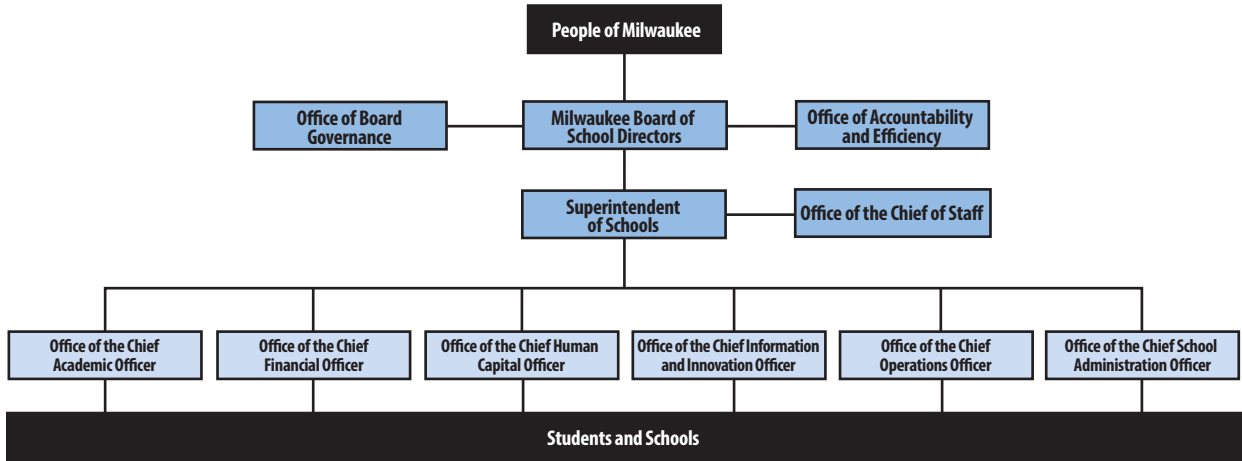 People of Milwaukee
Office of Board
Governance
Milwaukee Board of
School Directors
Office of Accountability
and Efficiency
Superintendent
of Schools
Office of the Chief of Staff
Office of the Chief
Academic Officer
Office of the Chief
Financial Officer
Office of the Chief Human
Capital Officer
Office of the Chief Information
and Innovation Officer
Office of the Chief
Operations Officer
Office of the Chief School
Administration Officer
Students and Schools